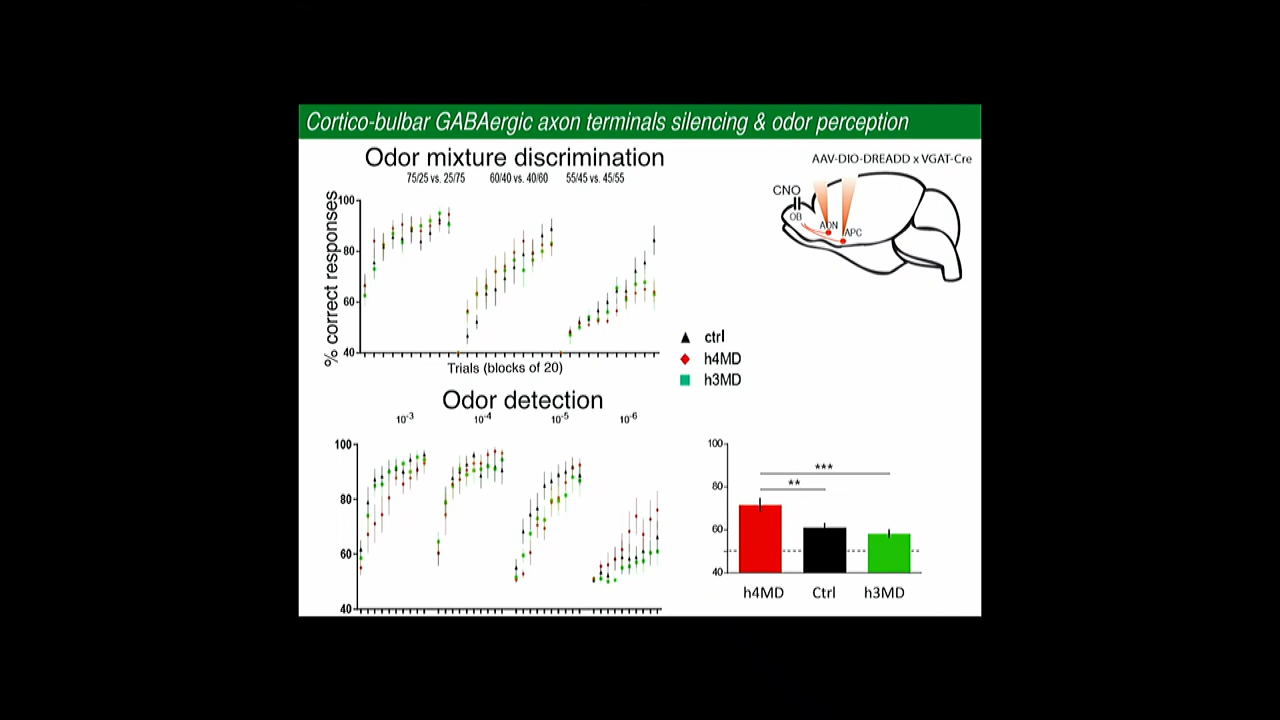 Cortico-bulbar GABAergic axon terminals silencing & odor perception
Odor mixture discrimination
75/25 vs. 25/75 60/40 vs. 40/60 55/45 vs. 45/55
% correct responses
100
80
60
40
Trials (blocks of 20)
AAV-DIO-DREADD x VGAT-Cre
CNO
OB
AON
APC
ctrl
h4MD
h3MD
Odor detection
10-3 10-4 10-5 10-6
100
80
60
40
100
80
60
40
***
**
h4MD Ctrl h3MD